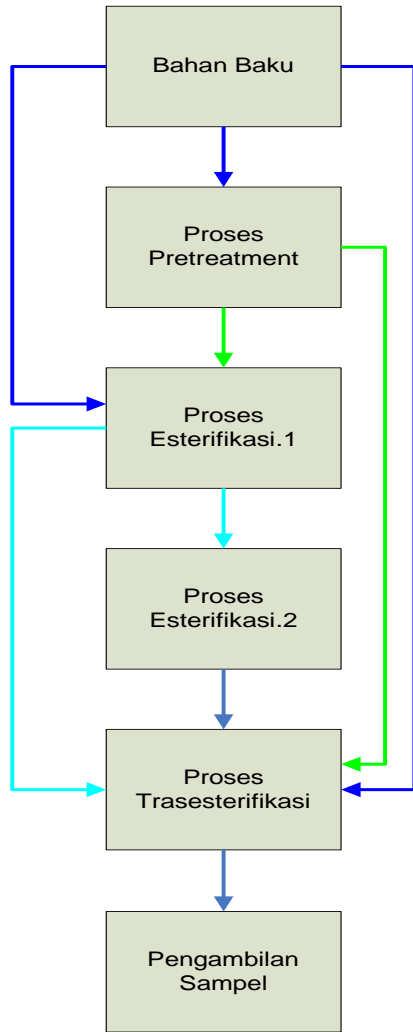 Bahan Baku
Proses
Pretreatment
Proses
Esterifikasi.1
Proses
Esterifikasi.2
Proses
Trasesterifikasi
Pengambilan
Sampel